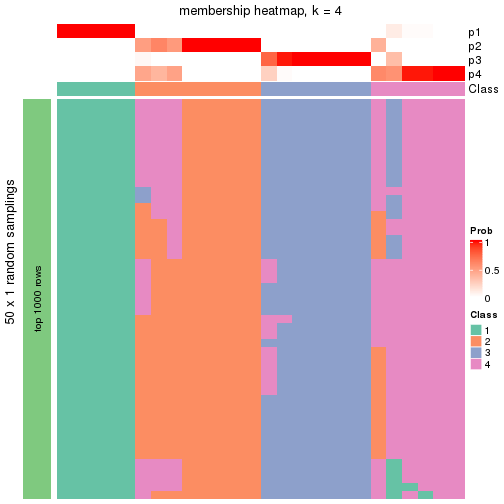 membership heatmap, k = 4
p1
p2
p3
p4
Class
50 x 1 random samplings
top 1000 rows
Prob
1
0.5
0
Class
1
2
3
4